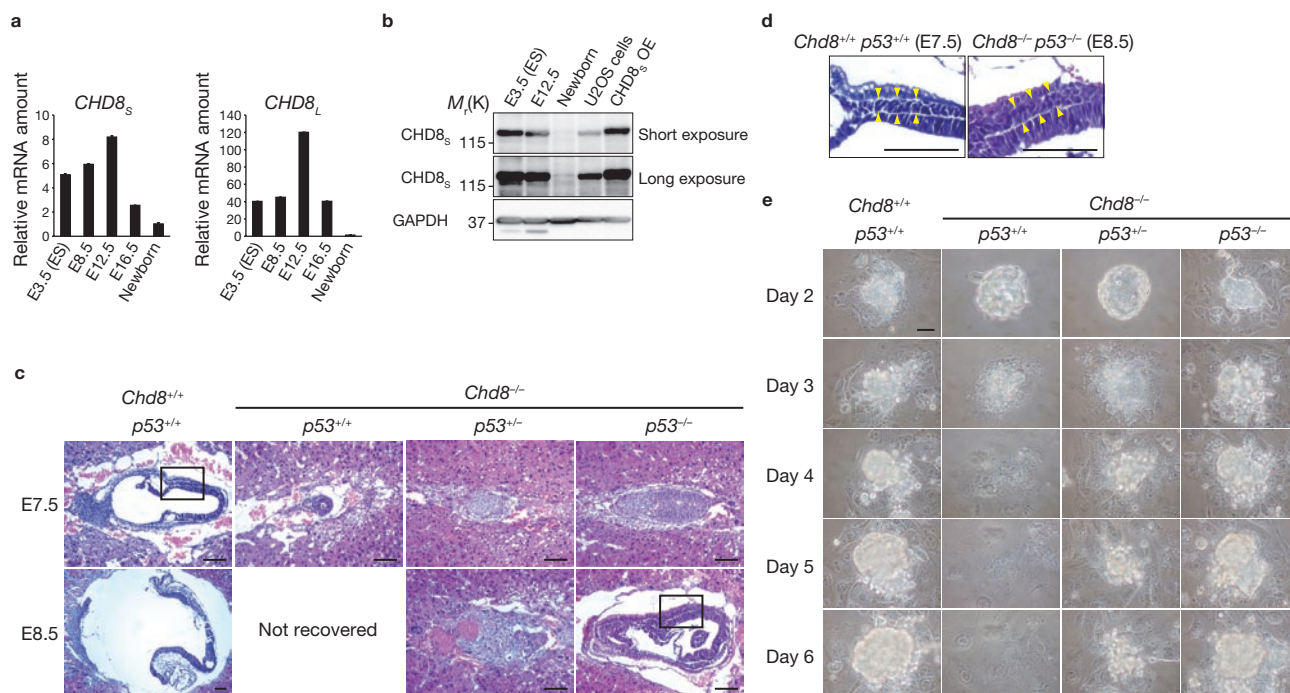 a
CHD8S
Relative mRNA amount
10
8
6
4
2
0
E3.5 (ES)
E8.5
E12.5
E16.5
Newborn
CHD8L
Relative mRNA amount
140
120
100
80
60
40
20
0
E3.5 (ES)
E8.5
E12.5
E16.5
Newborn
b
Mr(K)
E3.5 (ES)
E12.5
Newborn
U2OS cells
CHD8S OE
CHD8S
115
Short exposure
CHD8S
115
Long exposure
GAPDH
37
c
Chd8+/+
Chd8–/–
p53+/+
p53+/+
p53+/–
p53–/–
E7.5
E8.5
Not recovered
d
Chd8+/+ p53+/+ (E7.5)
Chd8–/– p53–/– (E8.5)
e
Chd8+/+
Chd8–/–
p53+/+
p53+/+
p53+/–
p53–/–
Day 2
Day 3
Day 4
Day 5
Day 6